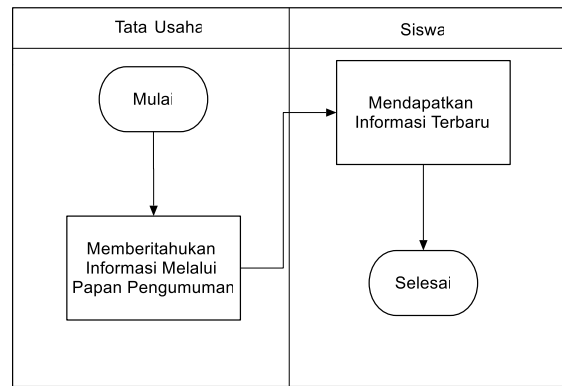 Tata Usaha
Siswa
Mulai
Memberitahukan
Informasi Melalui
Papan Pengumuman
Mendapatkan
Informasi Terbaru
Selesai